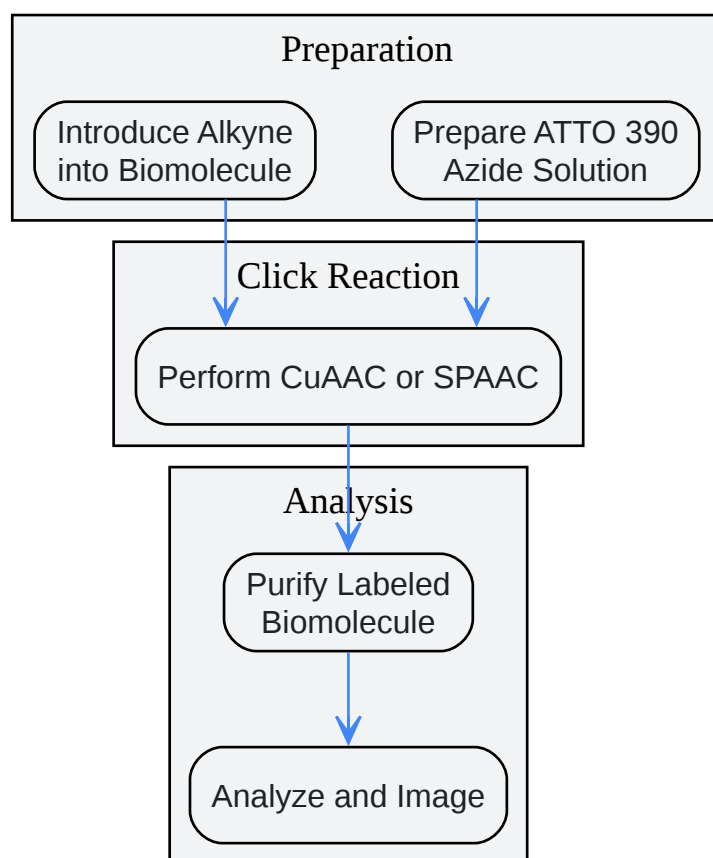 Preparation
Introduce Alkyne
into Biomolecule
Prepare ATTO 390
Azide Solution
Click Reaction
Perform CuAAC or SPAAC
Analysis
Purify Labeled
Biomolecule
Analyze and Image